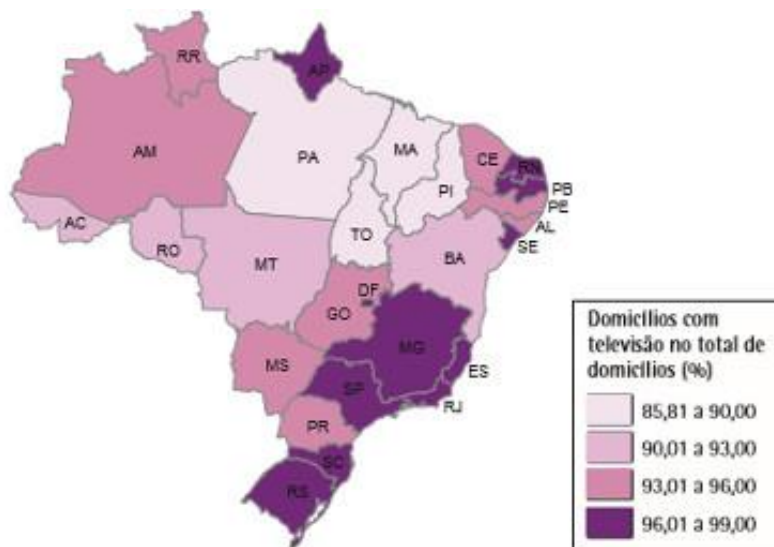 RR
AP
AM
PA
MA
CE
RN
PI
PB
PE
AL
SE
AC
RO
TO
MT
BA
DF
GO
MG
MS
ES
SP
RJ
PR
SC
RS
Domicílios com
televisão no total de
domicílios (%)
85,81 a 90,00
90,01 a 93,00
93,01 a 96,00
96,01 a 99,00